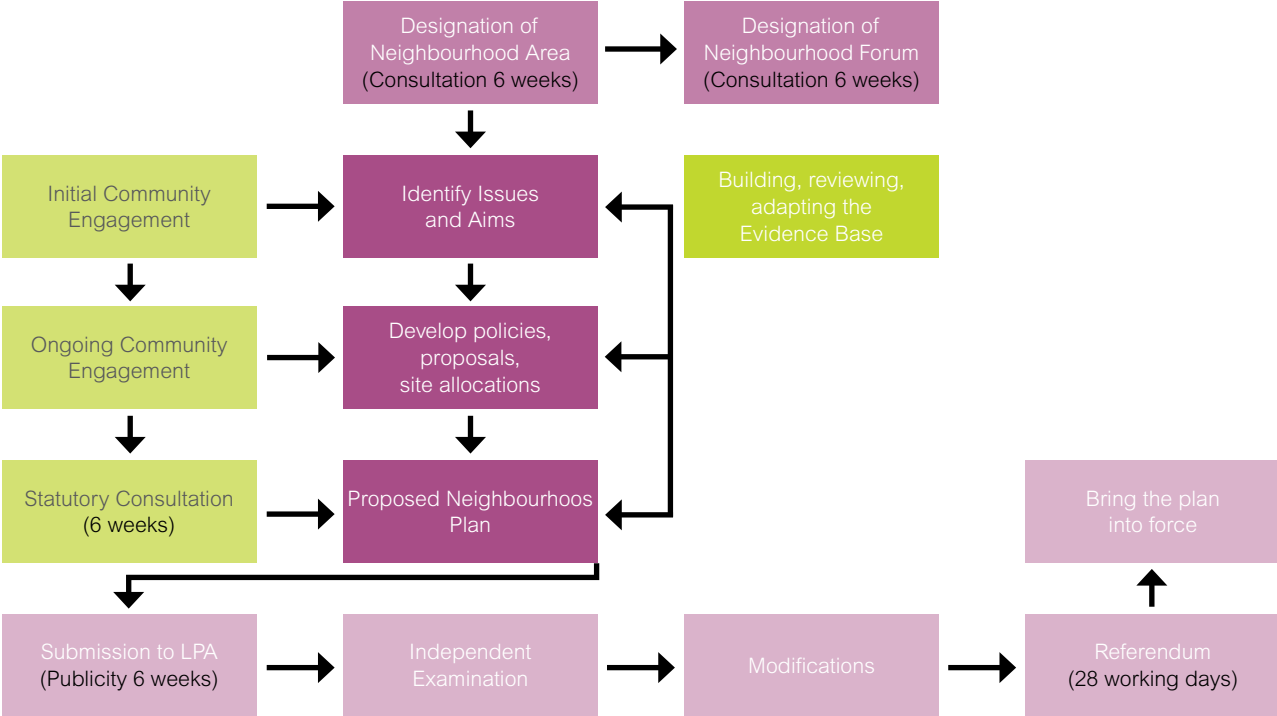 Designation of
Neighbourhood Area
(Consultation 6 weeks)
Designation of
Neighbourhood Forum
(Consultation 6 weeks)
Initial Community
Engagement
Identify Issues
and Aims
Building, reviewing,
adapting the
Evidence Base
Ongoing Community
Engagement
Develop policies,
proposals,
site allocations
Statutory Consultation
(6 weeks)
Proposed Neighbourhoos
Plan
Bring the plan
into force
Submission to LPA
(Publicity 6 weeks)
Independent
Examination
Modifications
Referendum
(28 working days)